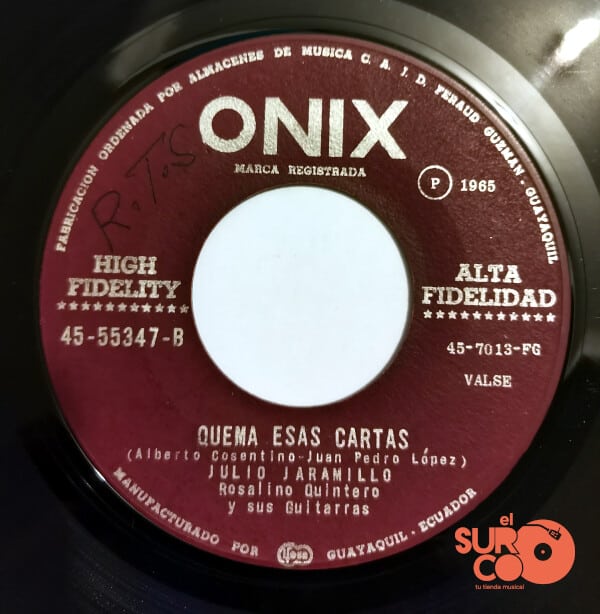 FABRICACION ORDENADA POR ALMACENES DE MUSICA C. A. J. D. FERAUD GUZMAN - GUAYAQUIL
ONIX
MARCA REGISTRADA
R.T.S
P 1965
HIGH
FIDELITY
45-55347-B
ALTA
FIDELIDAD
45-7013-FG
VALSE
QUEMA ESAS CARTAS
(Alberto Cosentino-Juan Pedro López)
JULIO JARAMILLO
Rosalino Quintero
y sus Guitarras
MANUFACTURADO POR GUAYAQUIL - ECUADOR
el
SURCO
tu tienda musical